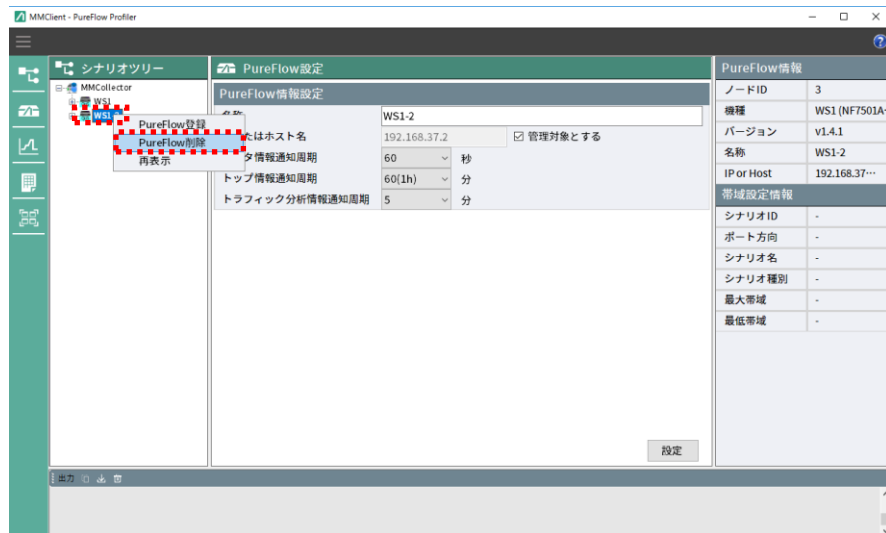 MMClient - PureFlow Profiler
シナリオツリー
MMCollector
WS1
WS1-2
PureFlow登録
PureFlow削除
再表示
PureFlow設定
PureFlow情報設定
名称 WS1-2
たはホスト名 192.168.37.2 管理対象とする
タ情報通知周期 60 秒
トップ情報通知周期 60(1h) 分
トラフィック分析情報通知周期 5 分
設定
PureFlow情報
ノードID 3
機種 WS1(NF7501A
バージョン v1.4.1
名称 WS1-2
IP or Host 192.168.37…
帯域設定情報
シナリオID -
ポート方向 -
シナリオ名 -
シナリオ種別 -
最大帯域 -
最低帯域 -
出力